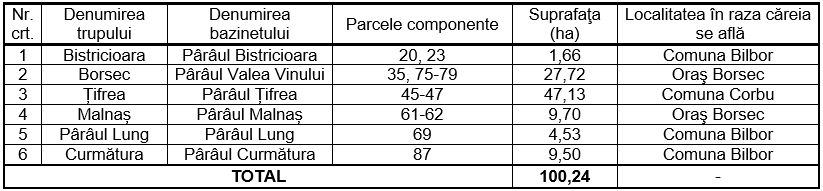 Nr. crt. Denumirea trupului Denumirea bazinetului Parcele componente Suprafaţa (ha) Localitatea în raza căreia se află
1 Bistricioara Pârâul Bistricioara 20, 23 1,66 Comuna Bilbor
2 Borsec Pârâul Valea Vinului 35, 75-79 27,72 Oraş Borsec
3 Țifrea Pârâul Țifrea 45-47 47,13 Comuna Corbu
4 Malnaș Pârâul Malnaș 61-62 9,70 Oraş Borsec
5 Pârâul Lung Pârâul Lung 69 4,53 Comuna Bilbor
6 Curmătura Pârâul Curmătura 87 9,50 Comuna Bilbor
TOTAL 100,24 -